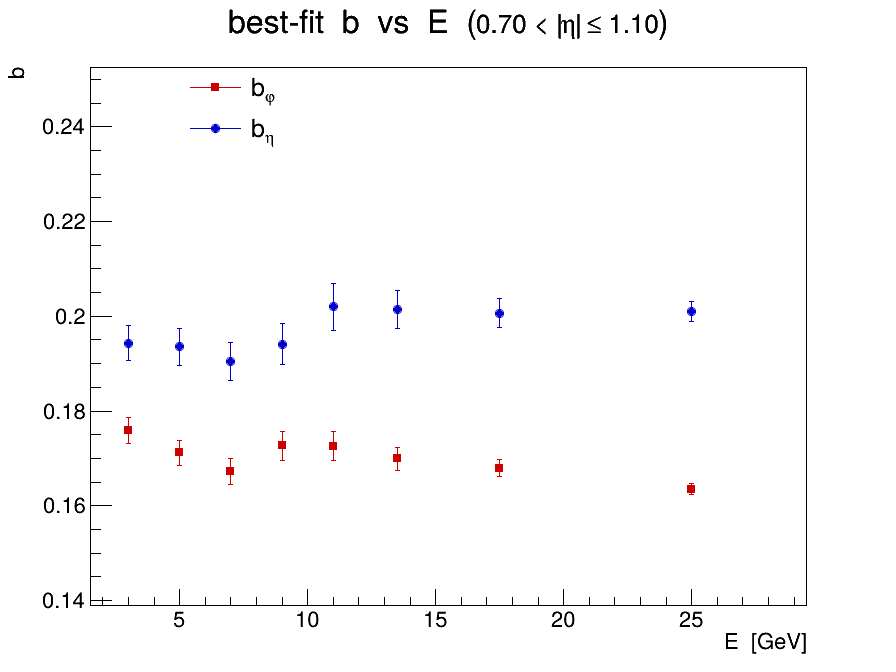 best-fit b vs E (0.70 < |η| ≤ 1.10)
b
b_φ
b_η
0.24
0.22
0.2
0.18
0.16
0.14
5 10 15 20 25
E [GeV]